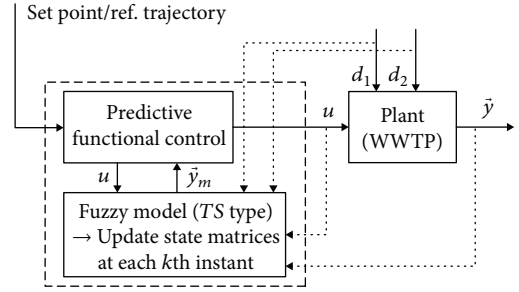 Set point/ref. trajectory
d₁ d₂
Predictive
functional control
u
Plant
(WWTP)
y⃗
u
y⃗ₘ
Fuzzy model (TS type)
→ Update state matrices
at each kth instant